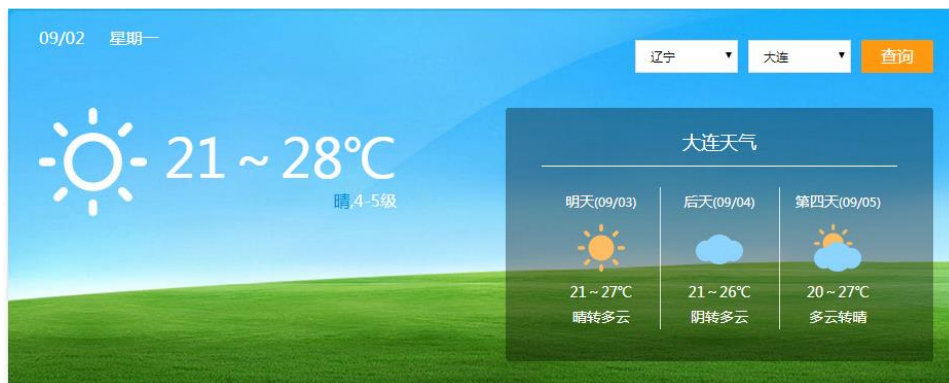 09/02 星期一
辽宁 大连 查询
21～28℃
晴,4-5级
大连天气
明天(09/03) 后天(09/04) 第四天(09/05)
21～27℃ 21～26℃ 20～27℃
晴转多云 阴转多云 多云转晴